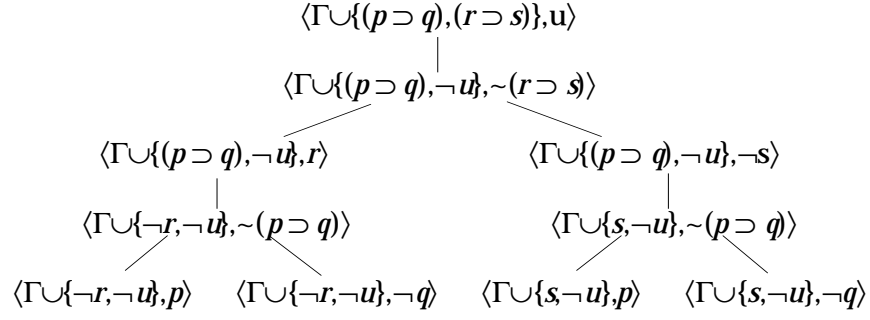 ⟨Γ∪{(p ⊃ q),(r ⊃ s)},u⟩
⟨Γ∪{(p ⊃ q),¬u},~(r ⊃ s)⟩
⟨Γ∪{(p ⊃ q),¬u},r⟩ ⟨Γ∪{(p ⊃ q),¬u},¬s⟩
⟨Γ∪{¬r,¬u},~(p ⊃ q)⟩ ⟨Γ∪{s,¬u},~(p ⊃ q)⟩
⟨Γ∪{¬r,¬u},p⟩ ⟨Γ∪{¬r,¬u},¬q⟩ ⟨Γ∪{s,¬u},p⟩ ⟨Γ∪{s,¬u},¬q⟩